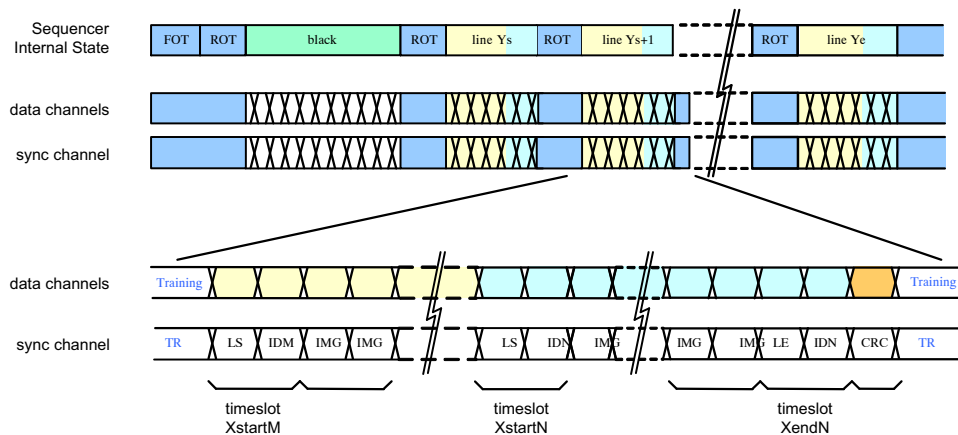 Sequencer
Internal State
FOT ROT black ROT line Ys ROT line Ys+1 ROT line Ye
data channels
sync channel
data channels
Training Training
sync channel
TR LS IDM IMG IMG LS IDN IMG IMG IMG LE IDN CRC TR
timeslot timeslot timeslot
XstartM XstartN XendN